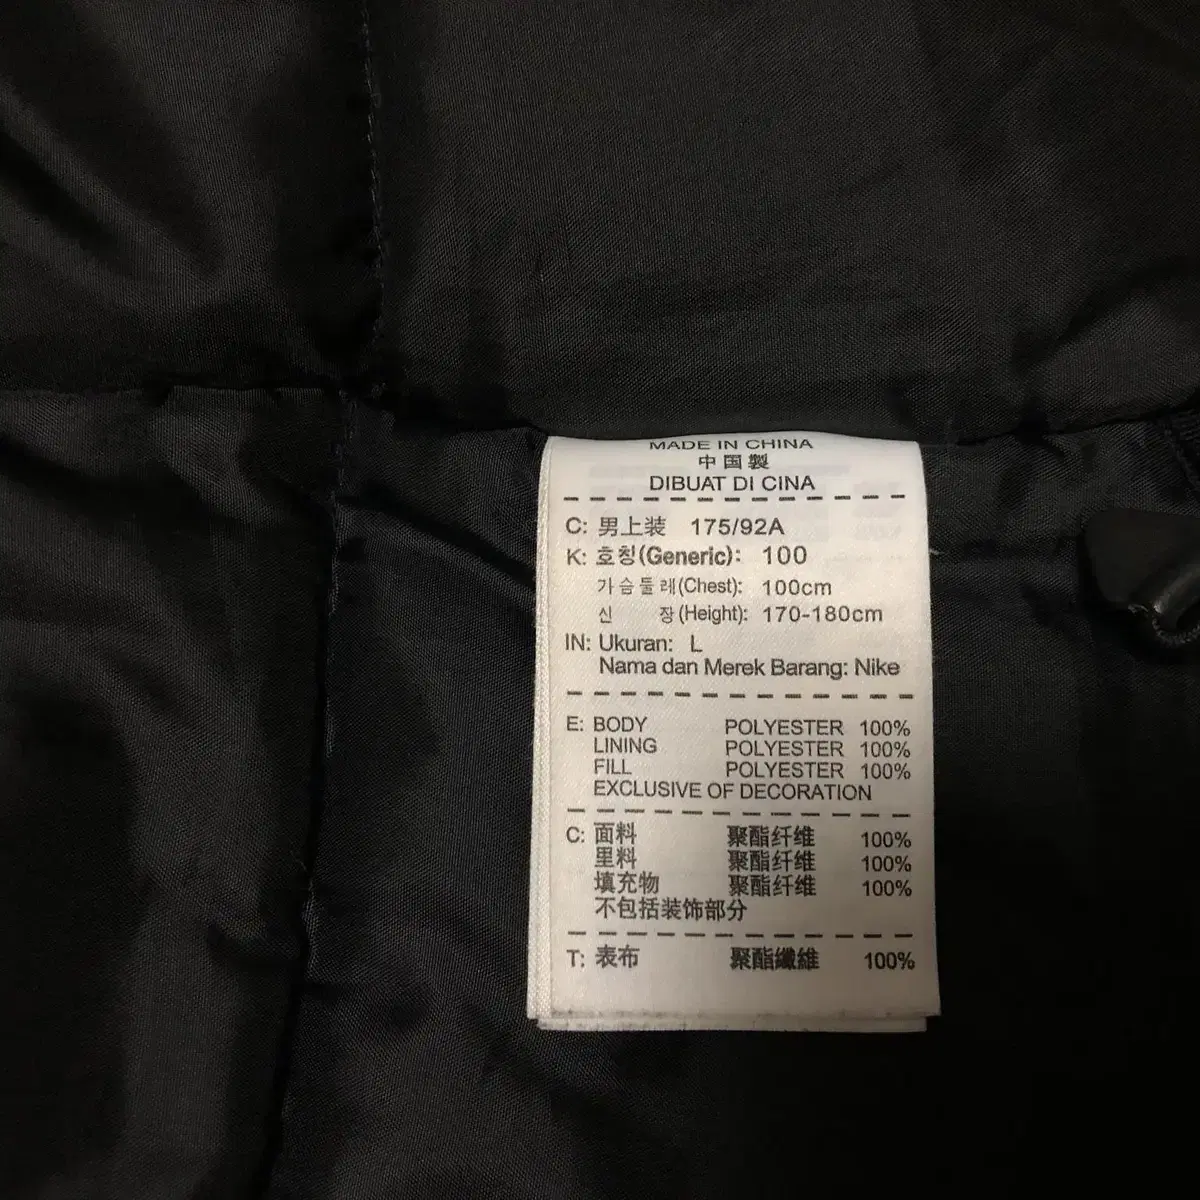 MADE IN CHINA
中国製
DIBUAT DI CINA
C: 男上装 175/92A
K: 호칭(Generic): 100
가슴둘레(Chest): 100cm
신 장(Height): 170-180cm
IN: Ukuran: L
Nama dan Merek Barang: Nike
E: BODY POLYESTER 100%
LINING POLYESTER 100%
FILL POLYESTER 100%
EXCLUSIVE OF DECORATION
C: 面料 聚酯纤维 100%
里料 聚酯纤维 100%
填充物 聚酯纤维 100%
不包括装饰部分
T: 表布 聚酯纖維 100%